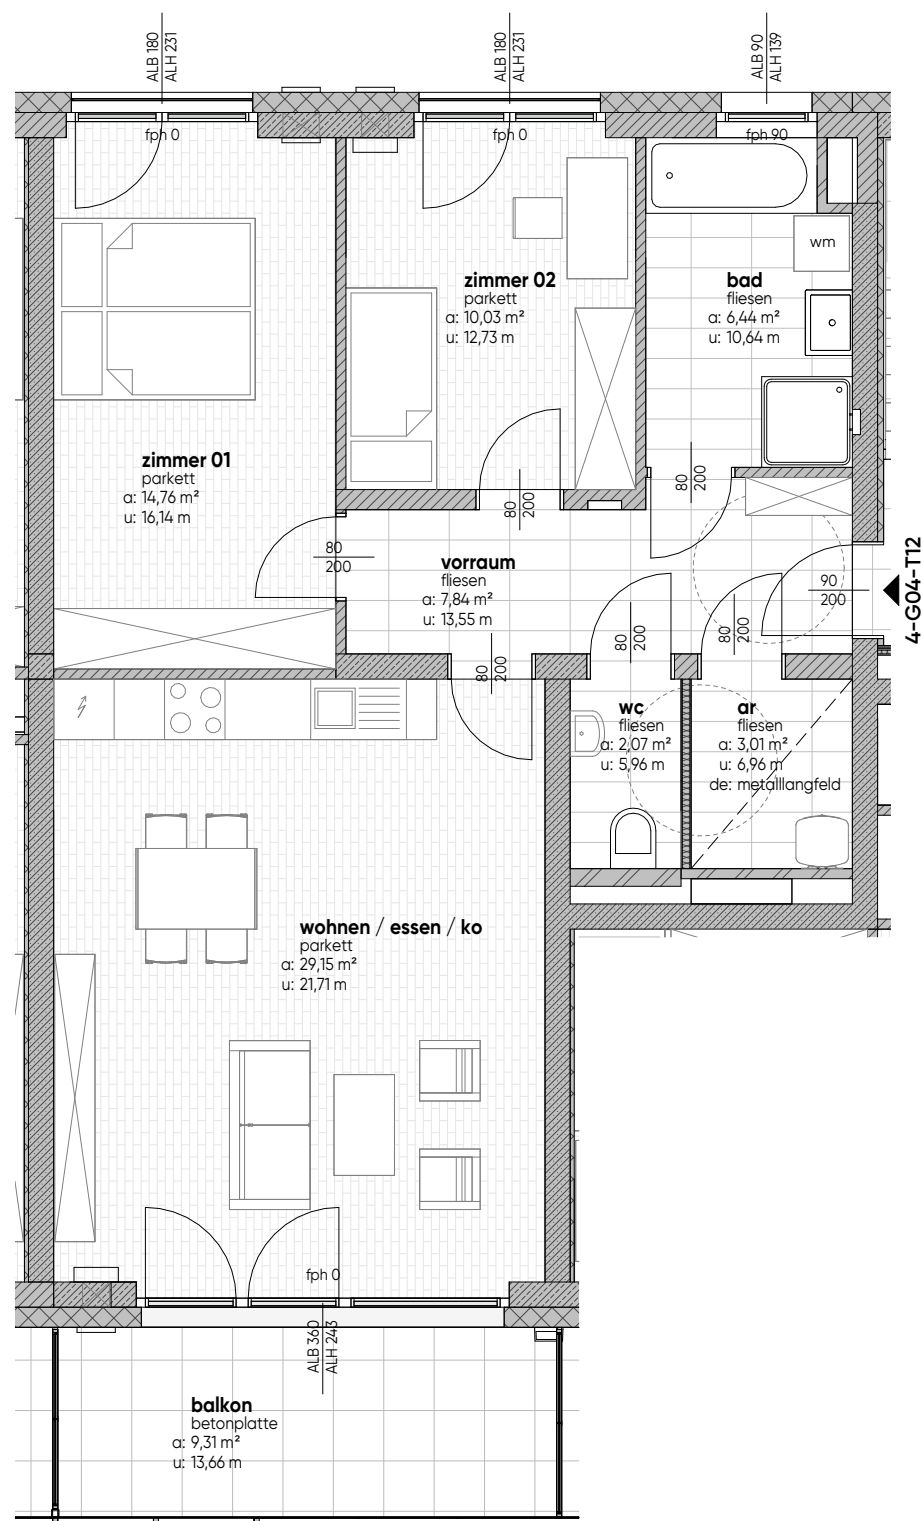 ALB 180
ALH 231
ALB 180
ALH 231
ALB 90
ALH 139
fph 0
fph 0
fph 90
wm
zimmer 02
parkett
a: 10,03 m²
u: 12,73 m
bad
fliesen
a: 6,44 m²
u: 10,64 m
zimmer 01
parkett
a: 14,76 m²
u: 16,14 m
80
200
80
200
80
200
vorraum
fliesen
a: 7,84 m²
u: 13,55 m
90
200
4-G04-T12
80
200
80
200
80
200
wc
fliesen
a: 2,07 m²
u: 5,96 m
ar
fliesen
a: 3,01 m²
u: 6,96 m
de: metalllangfeld
wohnen / essen / ko
parkett
a: 29,15 m²
u: 21,71 m
fph 0
ALB 360
ALH 243
balkon
betonplatte
a: 9,31 m²
u: 13,66 m